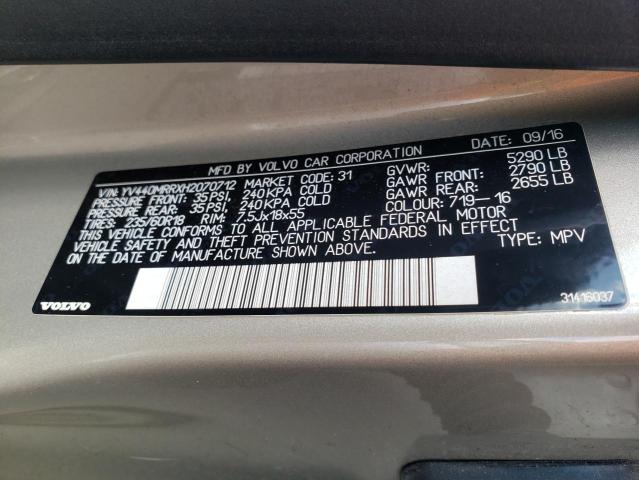 MFD BY VOLVO CAR CORPORATION DATE: 09/16
VIN: YV440MRRXH2070712 MARKET CODE: 31 GVWR: 5290 LB
PRESSURE FRONT: 35 PSI, 240 KPA COLD GAWR FRONT: 2790 LB
PRESSURE REAR: 35 PSI, 240 KPA COLD GAWR REAR: 2655 LB
TIRES: 235/60R18 RIM: 7.5Jx18x55 COLOUR: 719-16
THIS VEHICLE CONFORMS TO ALL APPLICABLE FEDERAL MOTOR
VEHICLE SAFETY AND THEFT PREVENTION STANDARDS IN EFFECT
ON THE DATE OF MANUFACTURE SHOWN ABOVE. TYPE: MPV
VOLVO 31416037